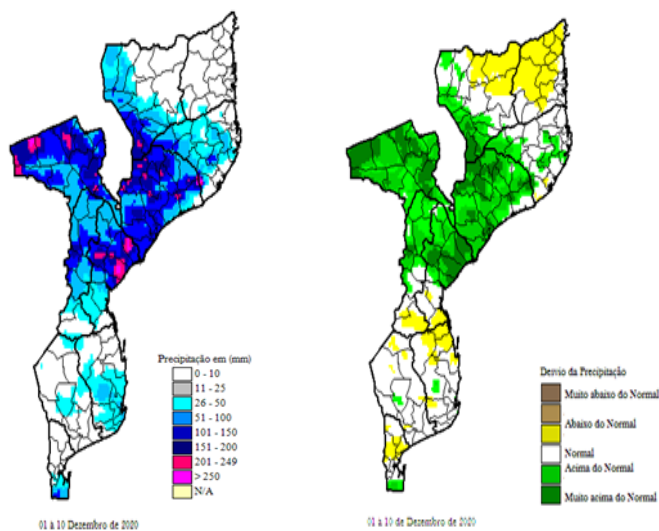 Precipitação em (mm)
0 - 10
11 - 25
26 - 50
51 - 100
101 - 150
151 - 200
201 - 249
> 250
N/A
01 à 10 Dezembro de 2020
Desvio da Precipitação
Muito abaixo do Normal
Abaixo do Normal
Normal
Acima do Normal
Muito acima do Normal
01 à 10 de Dezembro de 2020